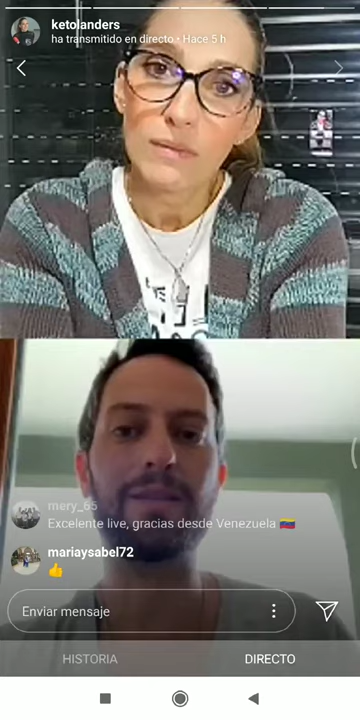 ketolanders
ha transmitido en directo • Hace 5 h
mery_65
Excelente live, gracias desde Venezuela 🇻🇪
mariaysabel72
👍
Enviar mensaje
HISTORIA
DIRECTO